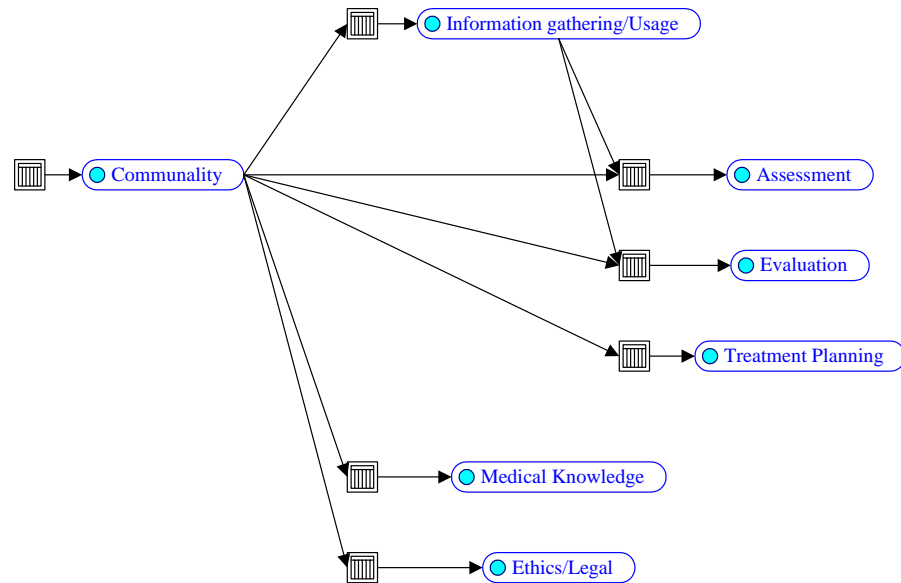 Information gathering/Usage
Communality
Assessment
Evaluation
Treatment Planning
Medical Knowledge
Ethics/Legal